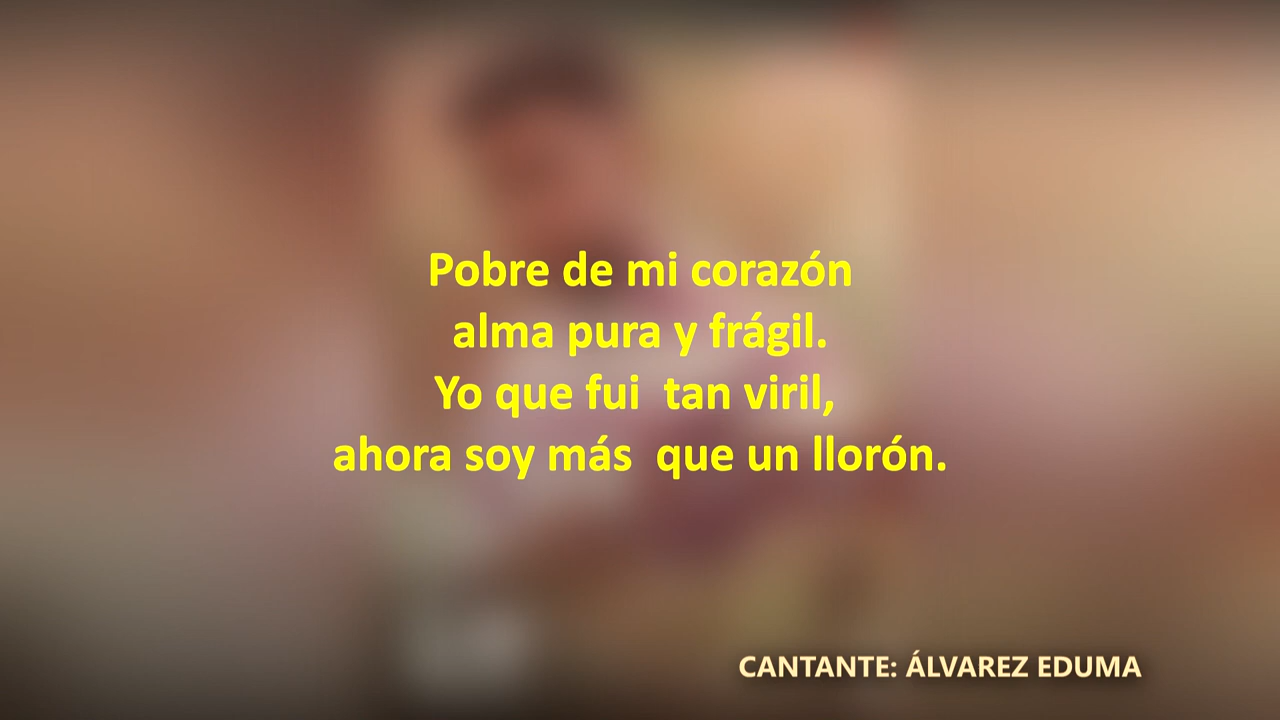 Pobre de mi corazón
alma pura y frágil.
Yo que fui  tan viril,
ahora soy más  que un llorón.
CANTANTE: ÁLVAREZ EDUMA